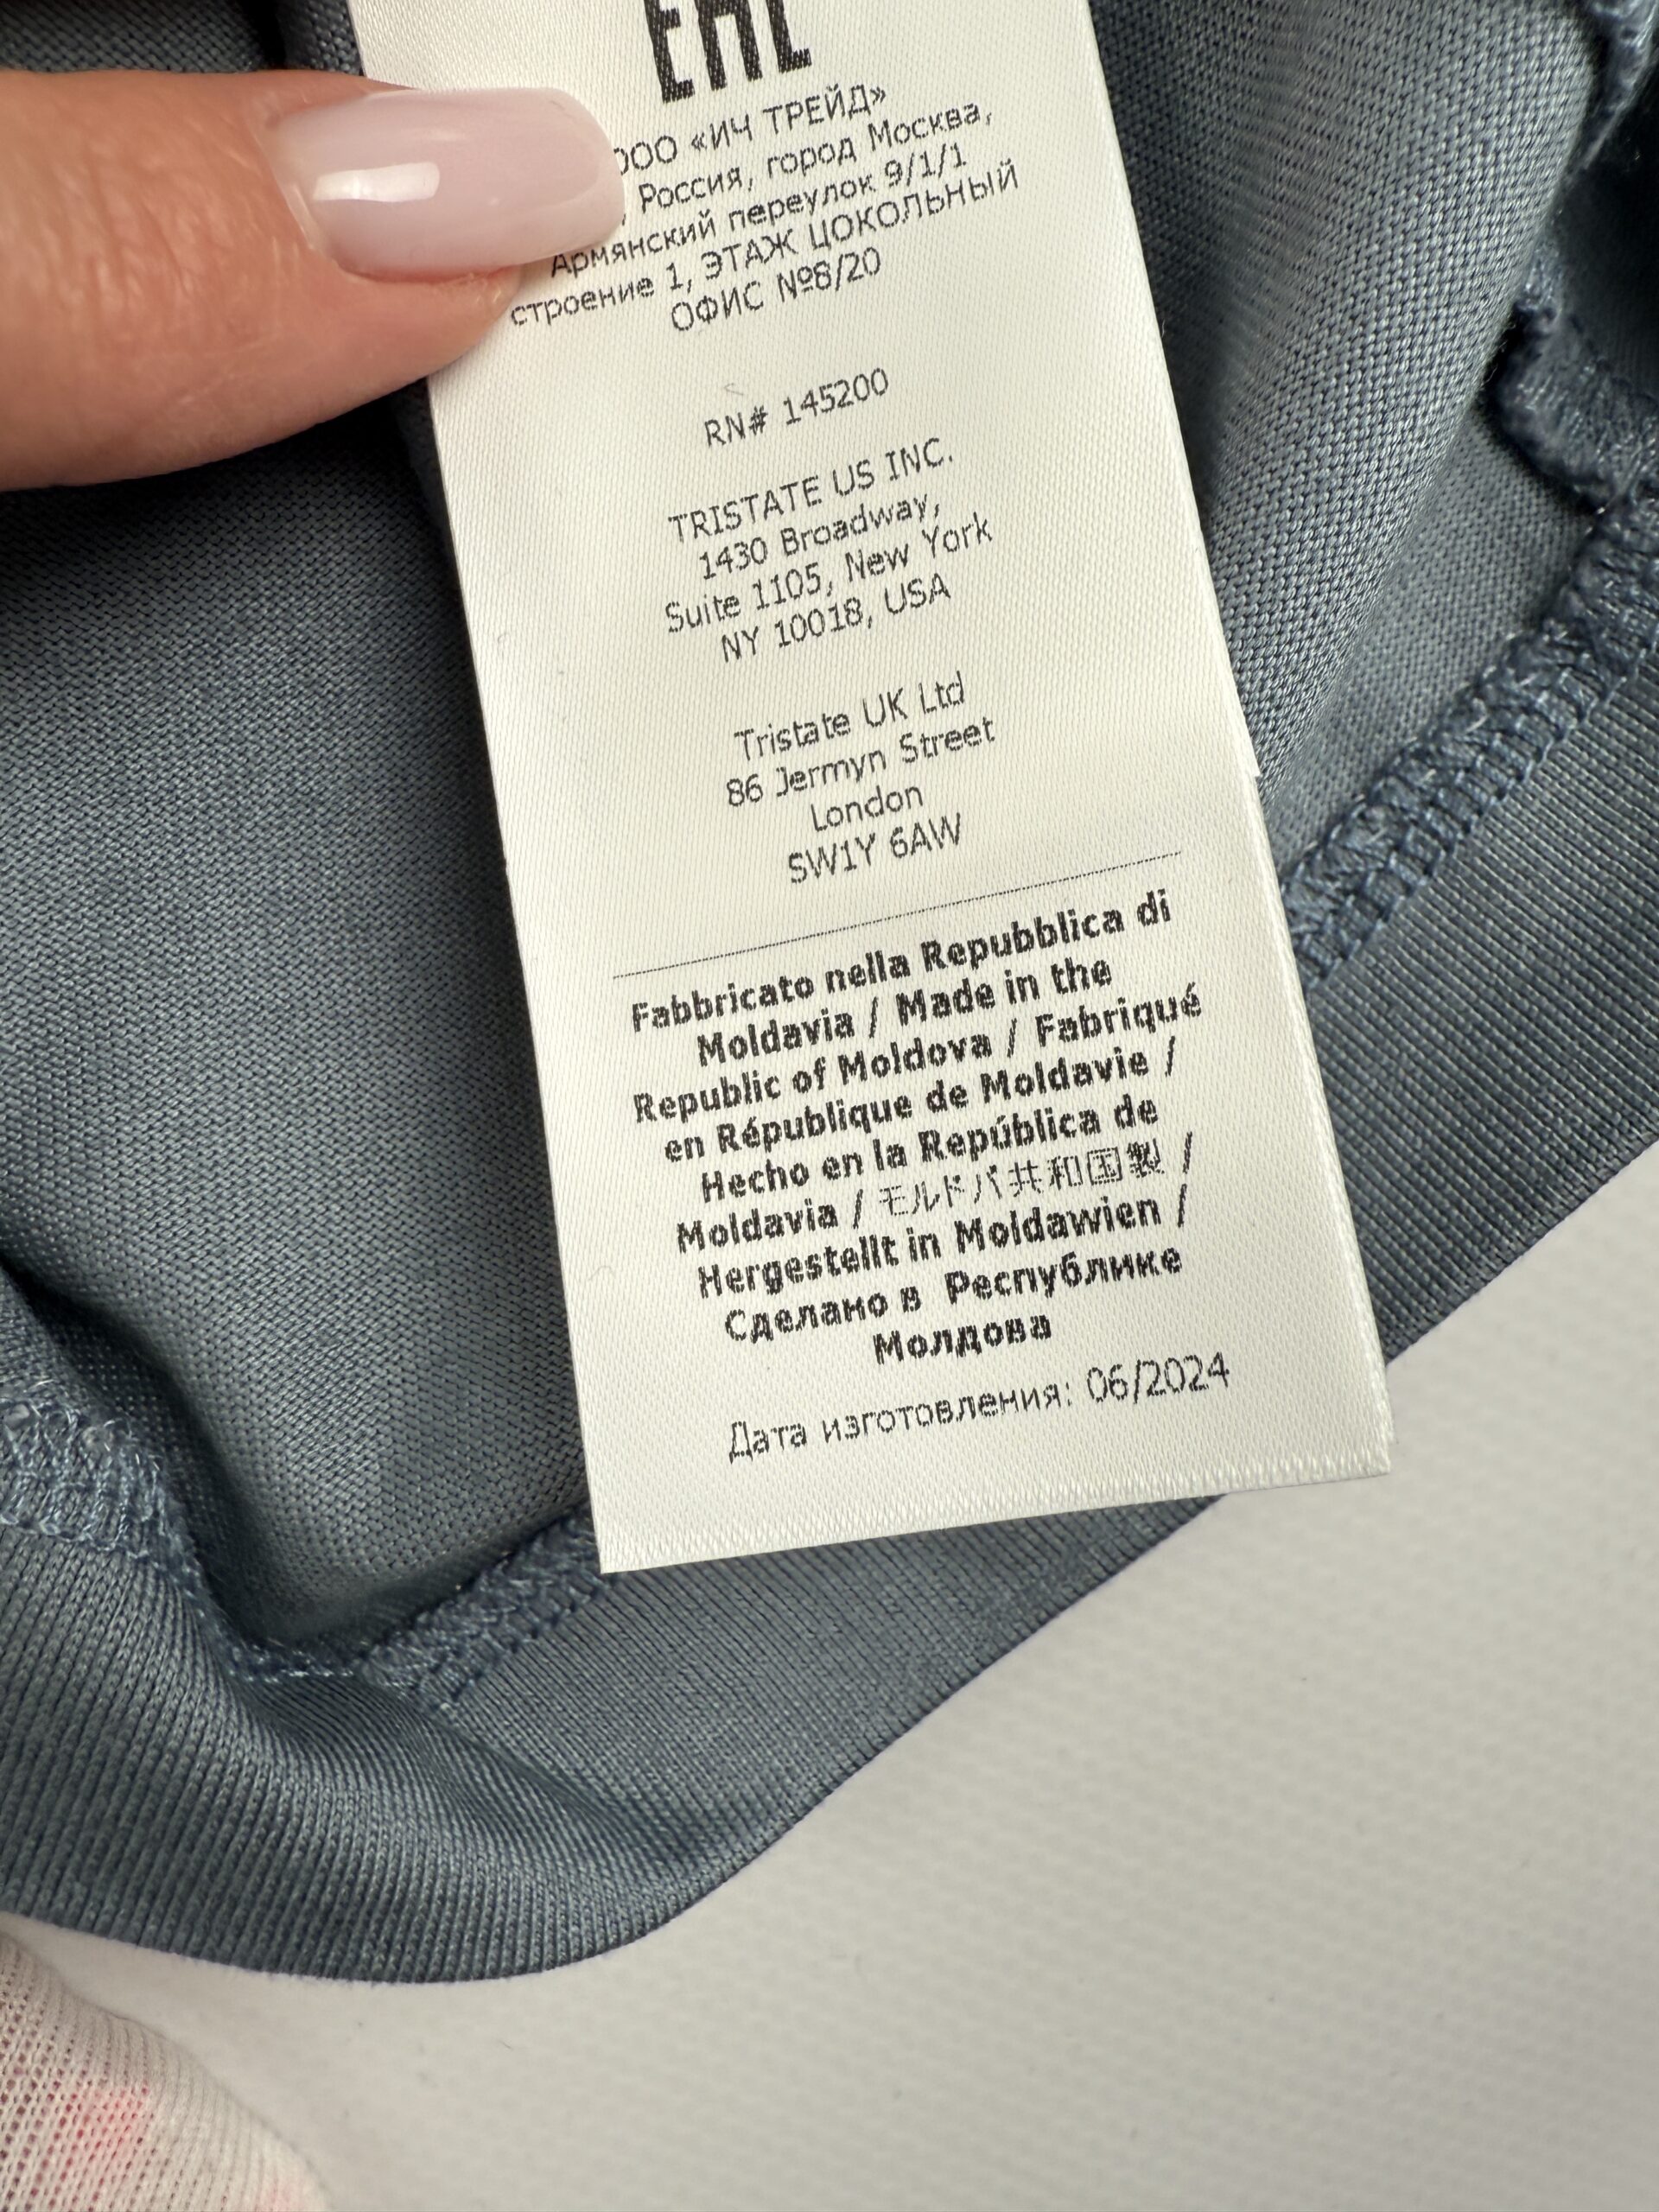 EAC
ООО «ИЧ ТРЕЙД»
Россия, город Москва,
Армянский переулок 9/1/1
строение 1, ЭТАЖ ЦОКОЛЬНЫЙ
ОФИС №8/20
RN# 145200
TRISTATE US INC.
1430 Broadway,
Suite 1105, New York
NY 10018, USA
Tristate UK Ltd
86 Jermyn Street
London
SW1Y 6AW
Fabbricato nella Repubblica di
Moldavia / Made in the
Republic of Moldova / Fabriqué
en République de Moldavie /
Hecho en la República de
Moldavia / モルドバ共和国製 /
Hergestellt in Moldawien /
Сделано в Республике
Молдова
Дата изготовления: 06/2024